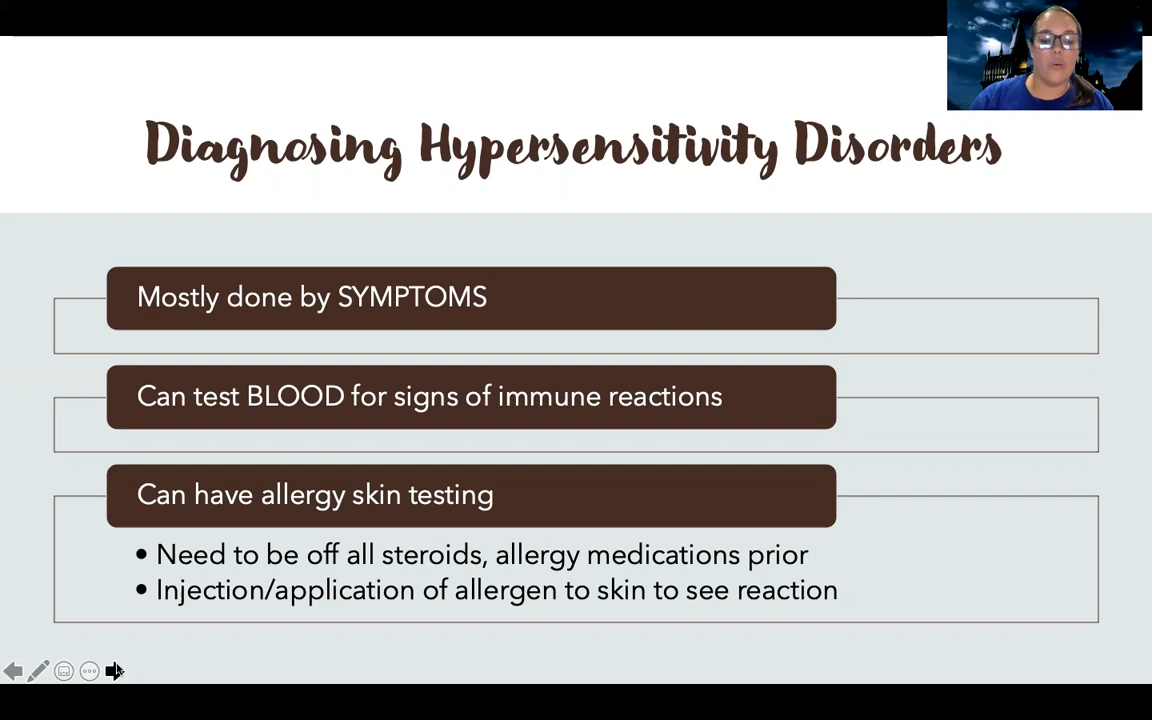 Diagnosing Hypersensitivity Disorders
Mostly done by SYMPTOMS
Can test BLOOD for signs of immune reactions
Can have allergy skin testing
• Need to be off all steroids, allergy medications prior
• Injection/application of allergen to skin to see reaction